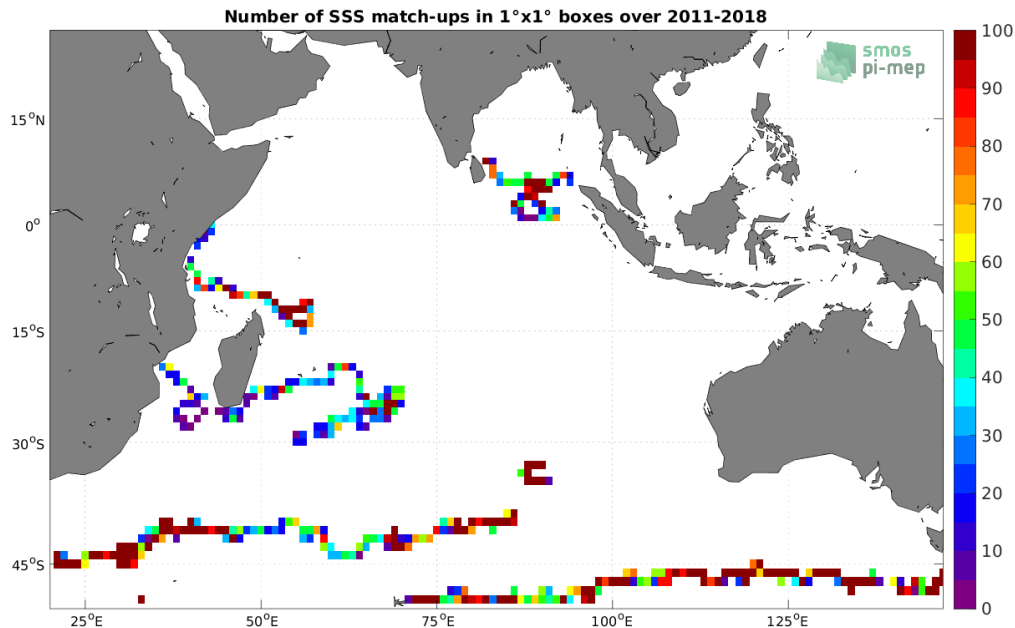 Number of SSS match-ups in 1°x1° boxes over 2011-2018
smos
pi-mep
15°N
0°
15°S
30°S
45°S
25°E
50°E
75°E
100°E
125°E
100
90
80
70
60
50
40
30
20
10
0